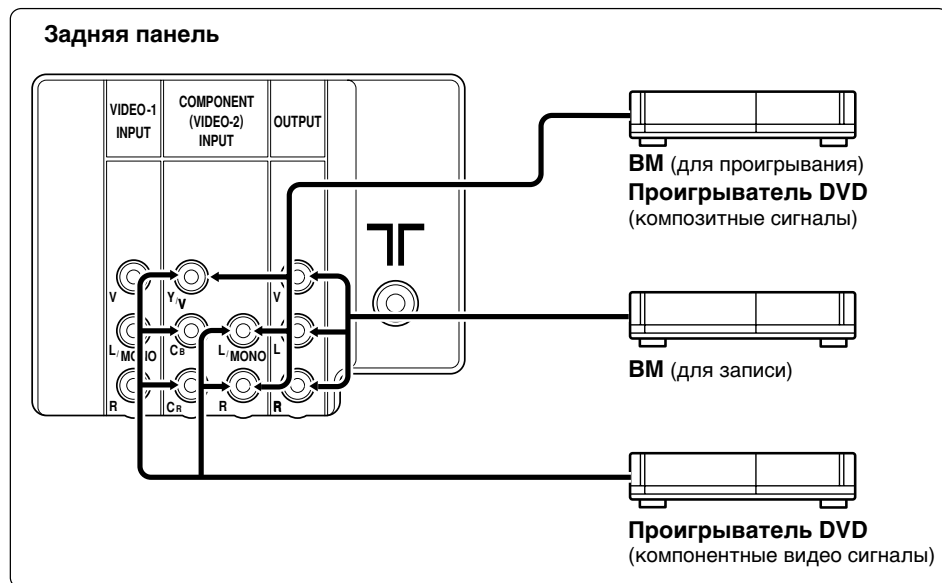 Задняя панель
VIDEO-1
INPUT
COMPONENT
(VIDEO-2)
INPUT
OUTPUT
V
Y/V
V
L/MONO
CB
L/MONO
L
R
CR
R
R
ВМ (для проигрывания)
Проигрыватель DVD
(композитные сигналы)
ВМ (для записи)
Проигрыватель DVD
(компонентные видео сигналы)